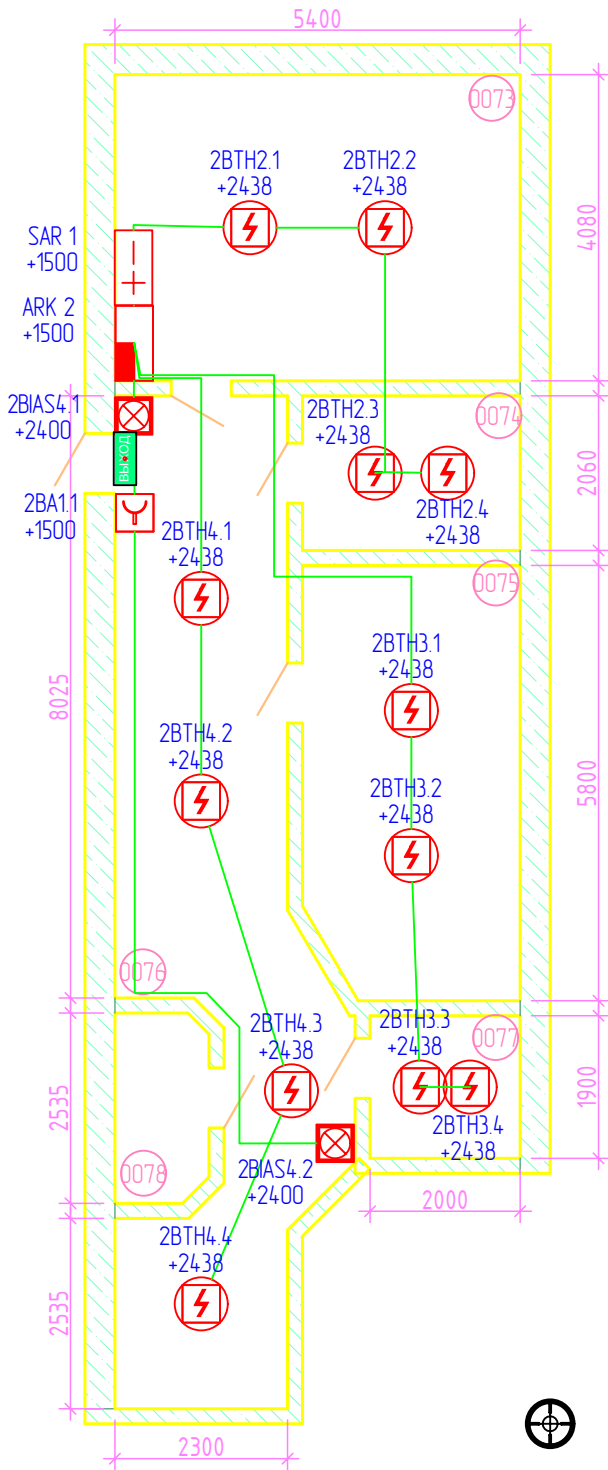 5400
0073
2BTH2.1
+2438
2BTH2.2
+2438
4080
SAR 1
+1500
ARK 2
+1500
2BIAS4.1
+2400
ВЫХОД
2BA1.1
+1500
2BTH2.3
+2438
0074
2060
2BTH2.4
+2438
2BTH4.1
+2438
0075
8025
2BTH3.1
+2438
2BTH4.2
+2438
2BTH3.2
+2438
5800
0076
2BTH4.3
+2438
2BTH3.3
+2438
0077
1900
2535
2BTH3.4
+2438
0078
2BIAS4.2
+2400
2000
2BTH4.4
+2438
2535
2300